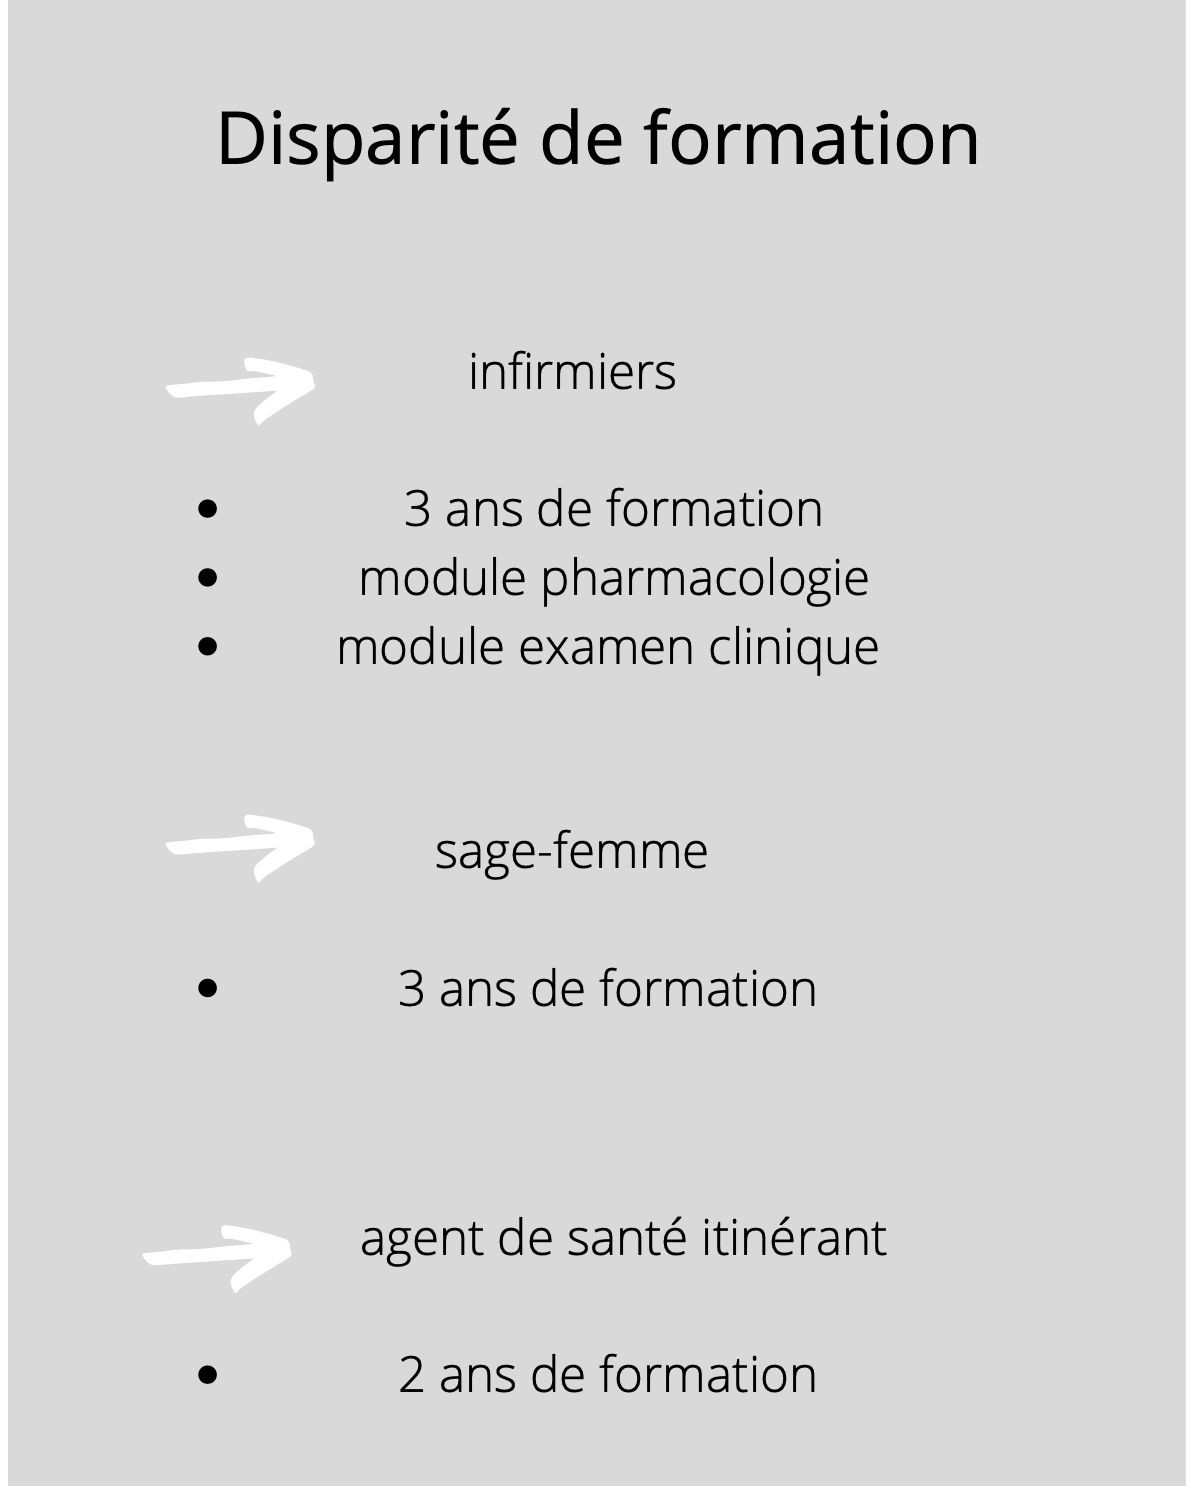 Disparité de formation
infirmiers
• 3 ans de formation
• module pharmacologie
• module examen clinique
sage-femme
• 3 ans de formation
agent de santé itinérant
• 2 ans de formation